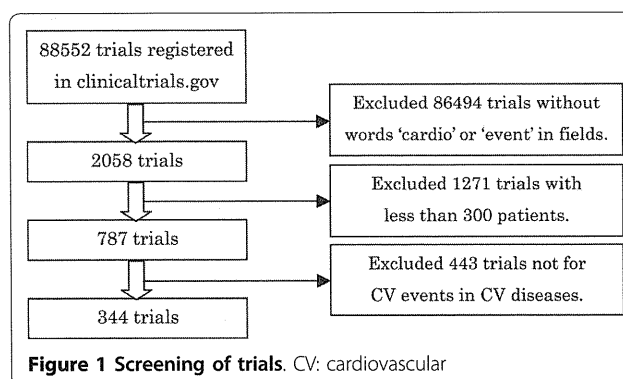 88552 trials registered
in clinicaltrials.gov
Excluded 86494 trials without
words 'cardio' or 'event' in fields.
2058 trials
Excluded 1271 trials with
less than 300 patients.
787 trials
Excluded 443 trials not for
CV events in CV diseases.
344 trials
Figure 1 Screening of trials. CV: cardiovascular